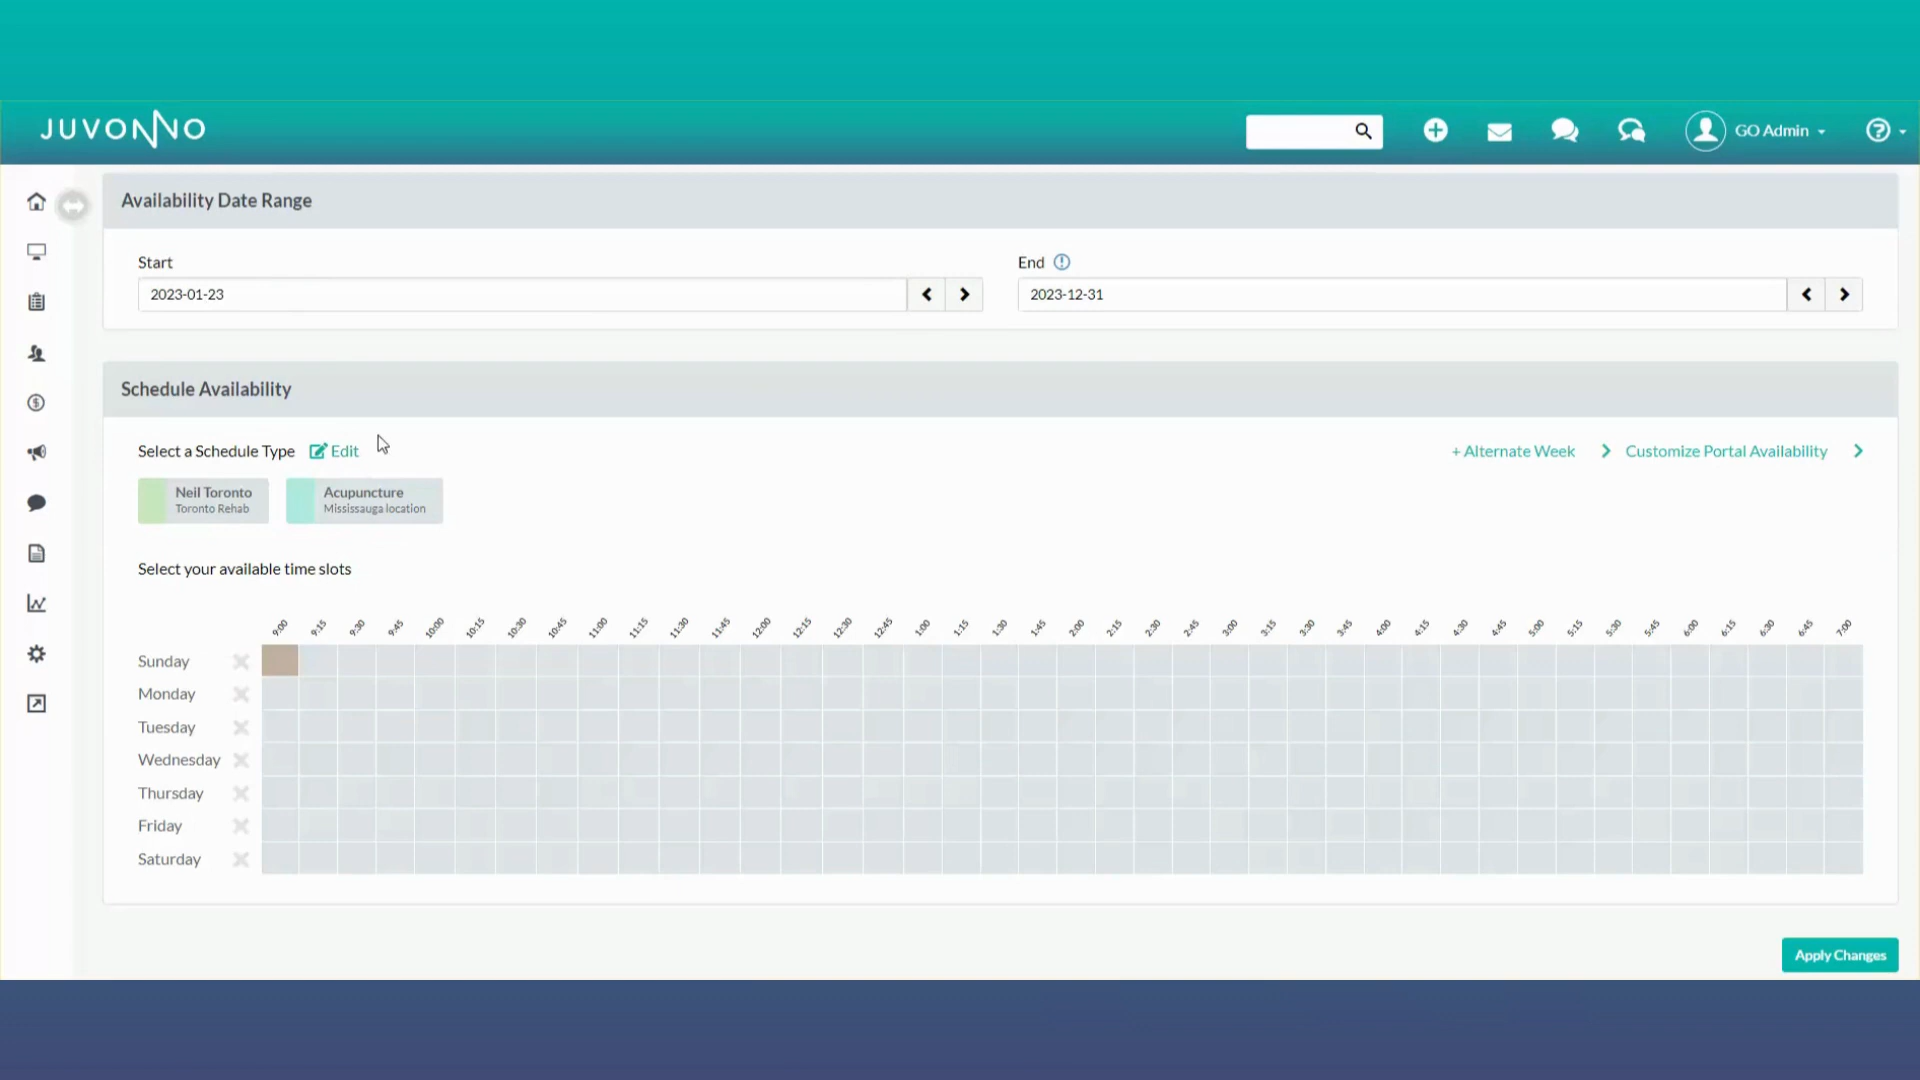 JUVONNO
GO Admin
Availability Date Range
Start
End
2023-01-23
2023-12-31
Schedule Availability
Select a Schedule Type Edit
+ Alternate Week
Customize Portal Availability
Neil Toronto
Toronto Rehab
Acupuncture
Mississauga location
Select your available time slots
9:00 9:15 9:30 9:45 10:00 10:15 10:30 10:45 11:00 11:15 11:30 11:45 12:00 12:15 12:30 12:45 1:00 1:15 1:30 1:45 2:00 2:15 2:30 2:45 3:00 3:15 3:30 3:45 4:00 4:15 4:30 4:45 5:00 5:15 5:30 5:45 6:00 6:15 6:30 6:45 7:00
Sunday
Monday
Tuesday
Wednesday
Thursday
Friday
Saturday
Apply Changes